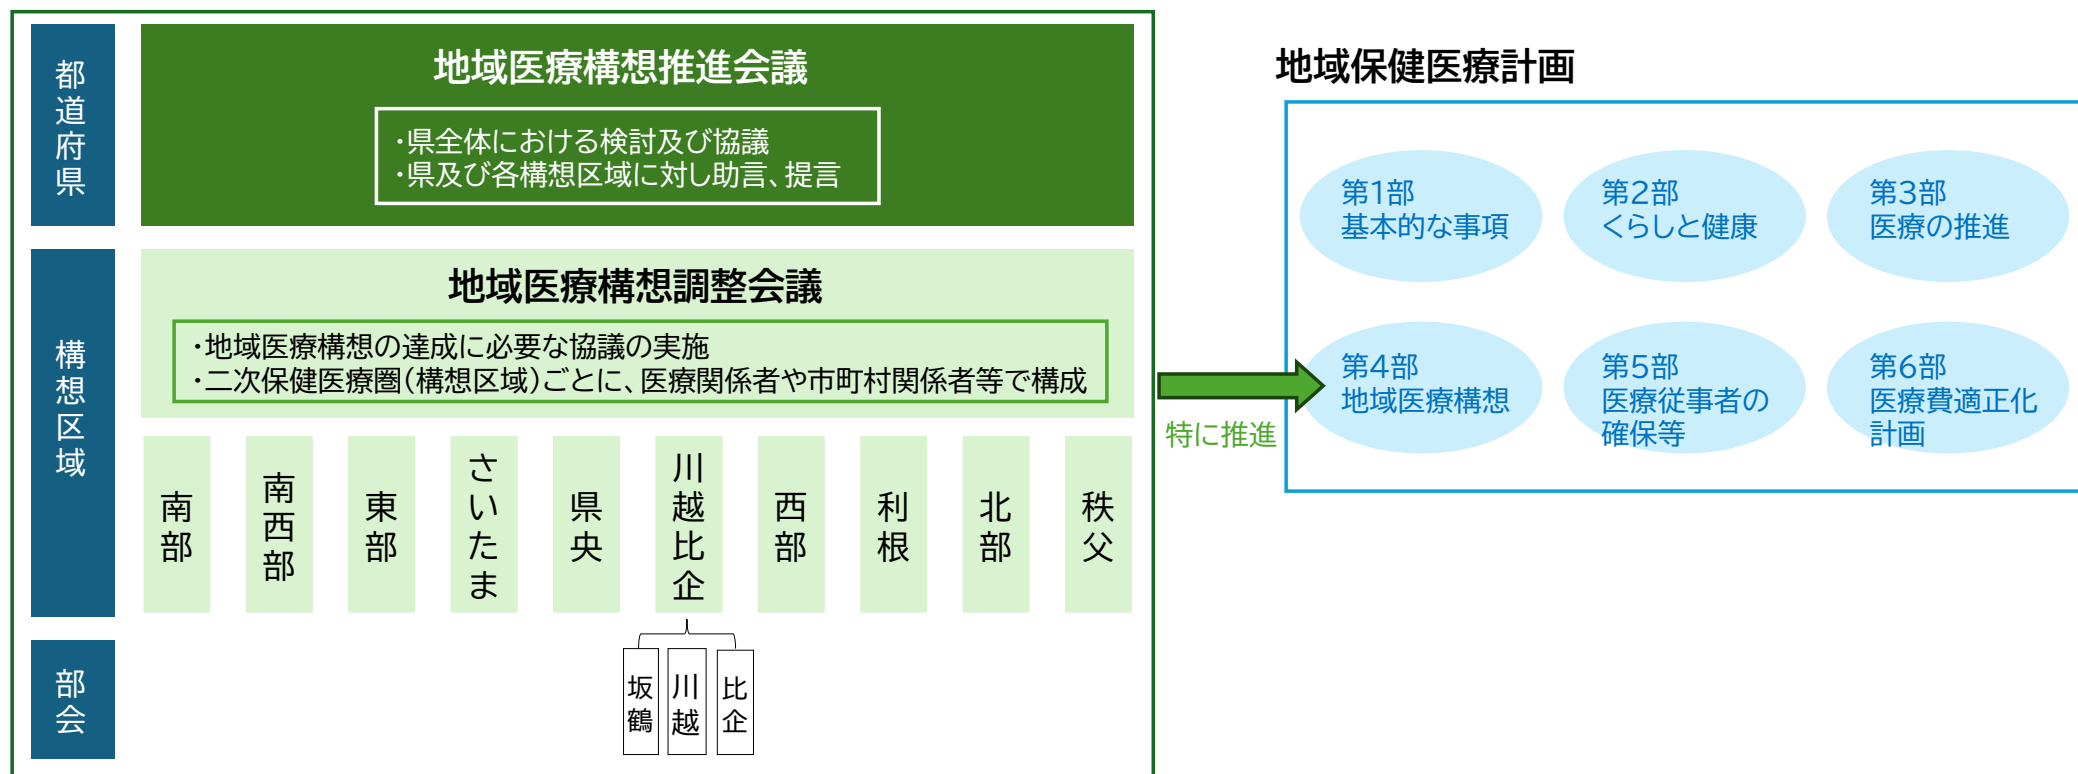 都道府県
地域医療構想推進会議
・県全体における検討及び協議
・県及び各構想区域に対し助言、提言
構想区域
地域医療構想調整会議
・地域医療構想の達成に必要な協議の実施
・二次保健医療圏（構想区域）ごとに、医療関係者や市町村関係者等で構成
南部
南西部
東部
さいたま
県央
川越比企
西部
利根
北部
秩父
部会
坂鶴
川越
比企
特に推進
地域保健医療計画
第1部
基本的な事項
第2部
くらしと健康
第3部
医療の推進
第4部
地域医療構想
第5部
医療従事者の
確保等
第6部
医療費適正化
計画